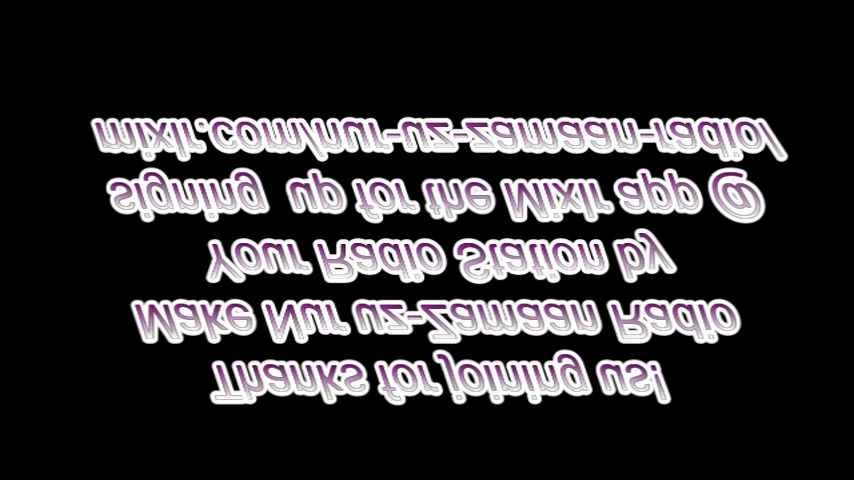 Thanks for joining us!
Make Nur uz-Zamaan Radio
Your Radio Station by
signing up for the Mixlr app @
mixlr.com/nur-uz-zamaan-radio/